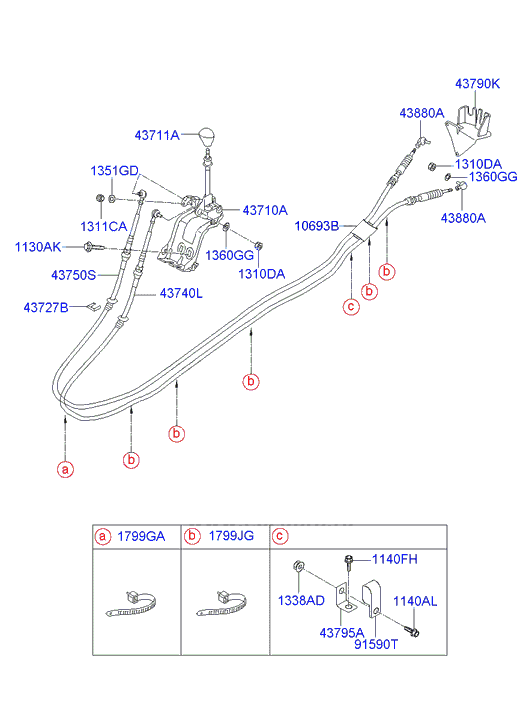 43790K
43880A
43711A
1310DA
1351GD
1360GG
43710A
43880A
1311CA
10693B
1130AK
1360GG
b
43750S
1310DA
b
43740L
c
43727B
b
b
b
a
a 1799GA
b 1799JG
c
1140FH
1338AD
1140AL
43795A
91590T